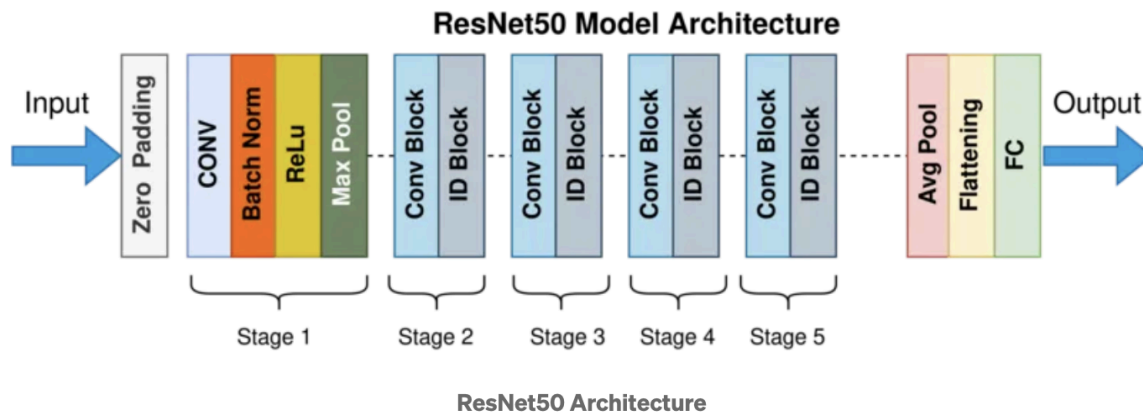 ResNet50 Model Architecture
Input
Zero Padding
CONV
Batch Norm
ReLu
Max Pool
Conv Block
ID Block
Conv Block
ID Block
Conv Block
ID Block
Conv Block
ID Block
Avg Pool
Flattening
FC
Output
Stage 1
Stage 2
Stage 3
Stage 4
Stage 5
ResNet50 Architecture